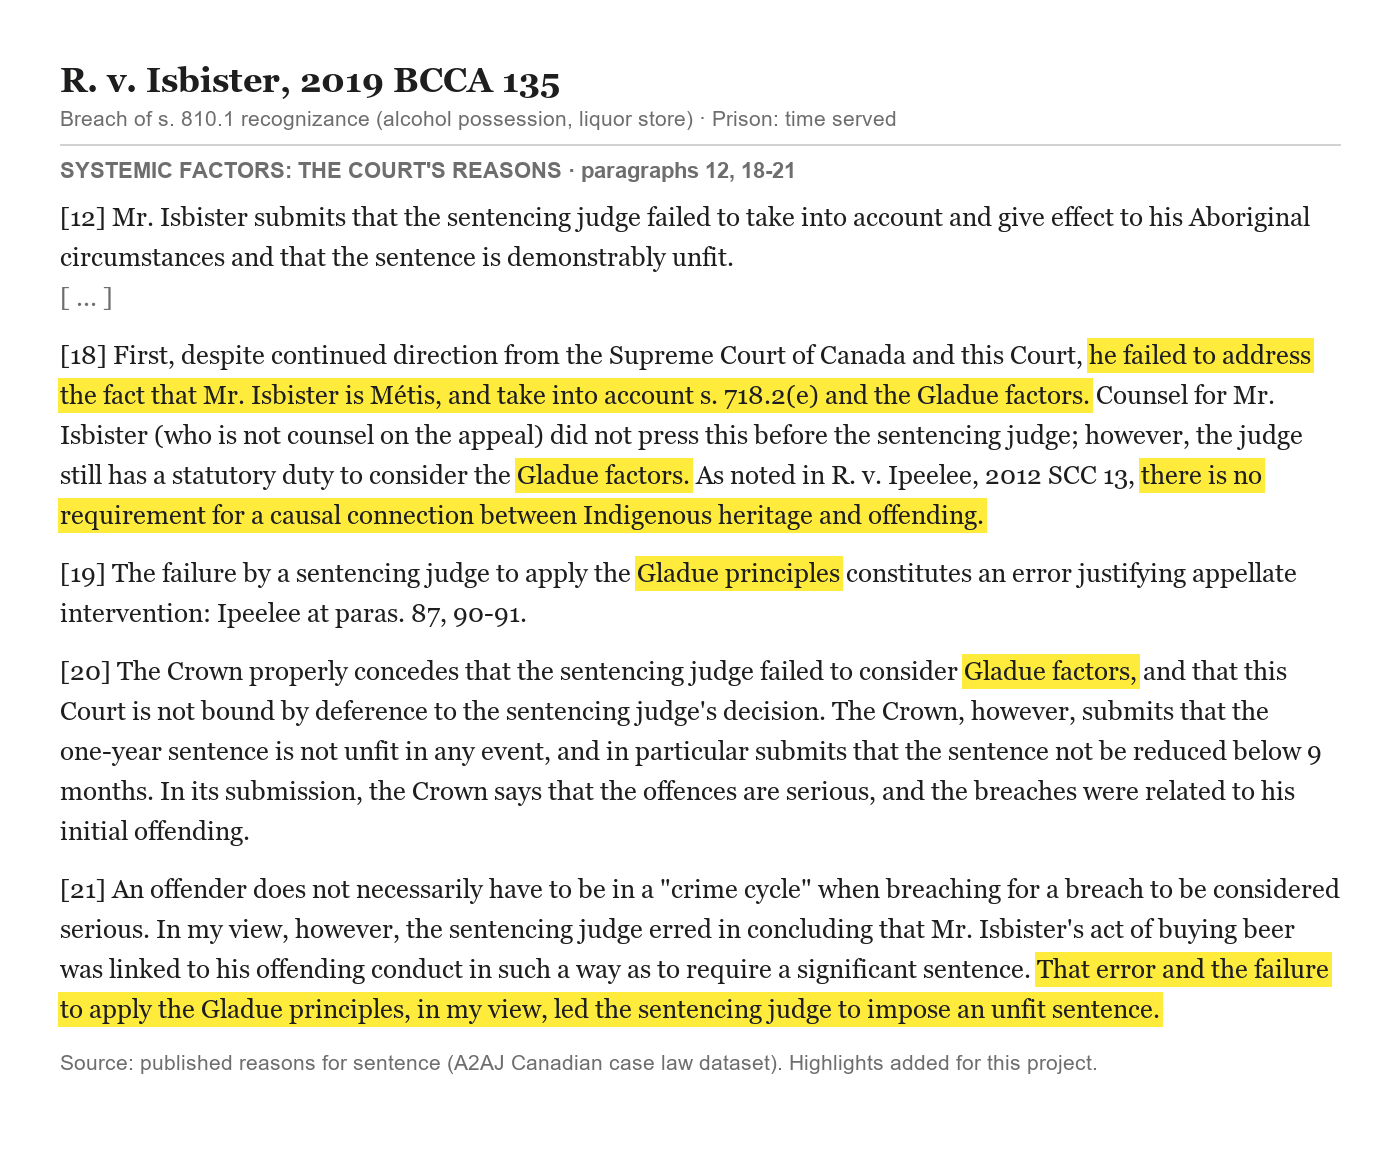 R. v. Isbister, 2019 BCCA 135
Breach of s. 810.1 recognizance (alcohol possession, liquor store) · Prison: time served
SYSTEMIC FACTORS: THE COURT'S REASONS · paragraphs 12, 18-21
[12] Mr. Isbister submits that the sentencing judge failed to take into account and give effect to his Aboriginal
circumstances and that the sentence is demonstrably unfit.
[ ... ]
[18] First, despite continued direction from the Supreme Court of Canada and this Court, he failed to address
the fact that Mr. Isbister is Métis, and take into account s. 718.2(e) and the Gladue factors. Counsel for Mr.
Isbister (who is not counsel on the appeal) did not press this before the sentencing judge; however, the judge
still has a statutory duty to consider the Gladue factors. As noted in R. v. Ipeelee, 2012 SCC 13, there is no
requirement for a causal connection between Indigenous heritage and offending.
[19] The failure by a sentencing judge to apply the Gladue principles constitutes an error justifying appellate
intervention: Ipeelee at paras. 87, 90-91.
[20] The Crown properly concedes that the sentencing judge failed to consider Gladue factors, and that this
Court is not bound by deference to the sentencing judge's decision. The Crown, however, submits that the
one-year sentence is not unfit in any event, and in particular submits that the sentence not be reduced below 9
months. In its submission, the Crown says that the offences are serious, and the breaches were related to his
initial offending.
[21] An offender does not necessarily have to be in a "crime cycle" when breaching for a breach to be considered
serious. In my view, however, the sentencing judge erred in concluding that Mr. Isbister's act of buying beer
was linked to his offending conduct in such a way as to require a significant sentence. That error and the failure
to apply the Gladue principles, in my view, led the sentencing judge to impose an unfit sentence.
Source: published reasons for sentence (A2AJ Canadian case law dataset). Highlights added for this project.